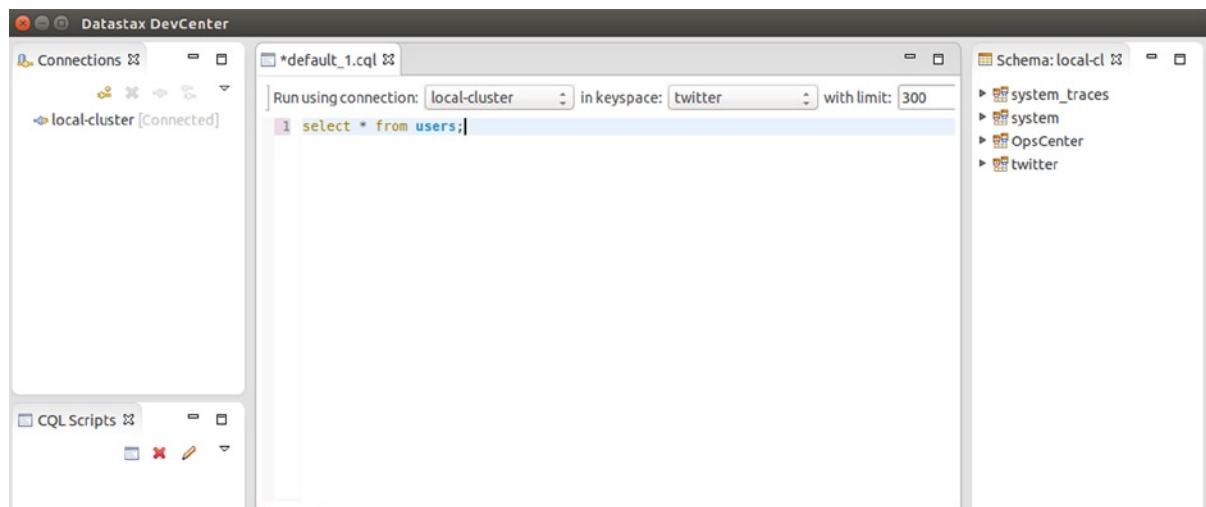 Datastax DevCenter
Connections
local-cluster [Connected]
CQL Scripts
*default_1.cql
Run using connection: local-cluster in keyspace: twitter with limit: 300
1 select * from users;
Schema: local-cl
system_traces
system
OpsCenter
twitter